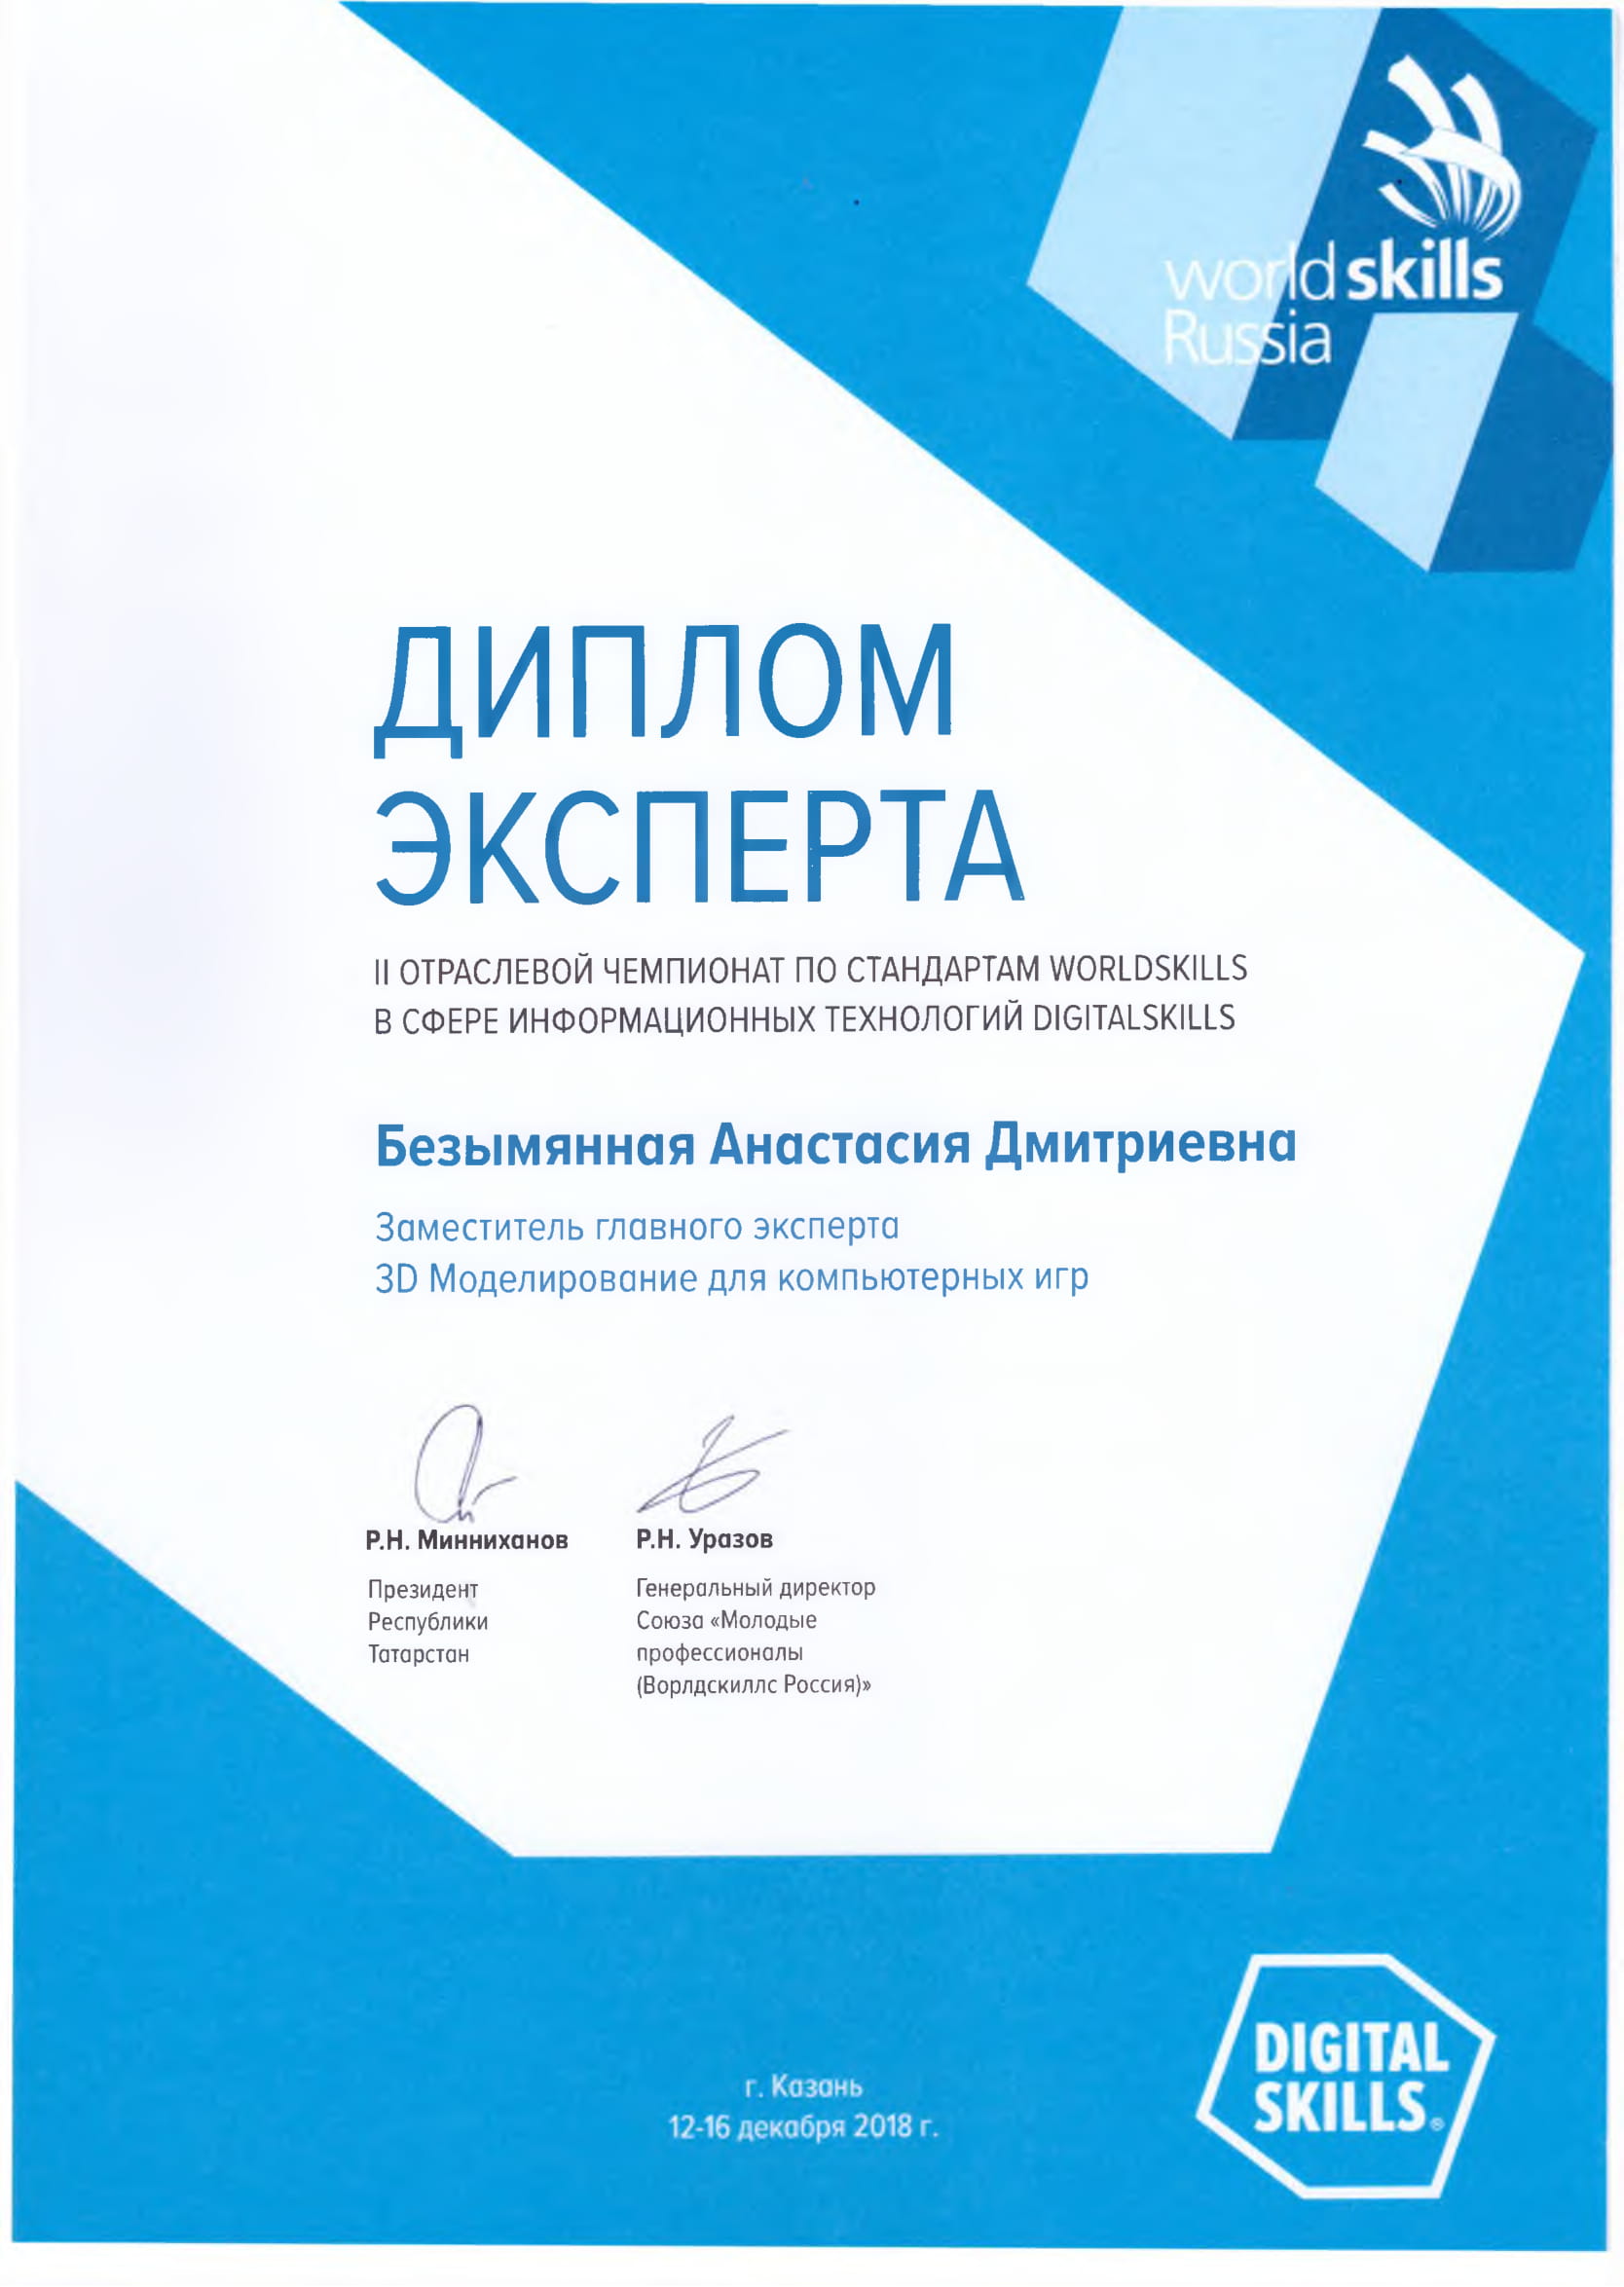 world skills
Russia
ДИПЛОМ
ЭКСПЕРТА
II ОТРАСЛЕВОЙ ЧЕМПИОНАТ ПО СТАНДАРТАМ WORLDSKILLS
В СФЕРЕ ИНФОРМАЦИОННЫХ ТЕХНОЛОГИЙ DIGITALSKILLS
Безымянная Анастасия Дмитриевна
Заместитель главного эксперта
3D Моделирование для компьютерных игр
Р.Н. Минниханов
Президент
Республики
Татарстан
Р.Н. Уразов
Генеральный директор
Союза «Молодые
профессионалы
(Ворлдскиллс Россия)»
г. Казань
12-16 декабря 2018 г.
DIGITAL
SKILLS®